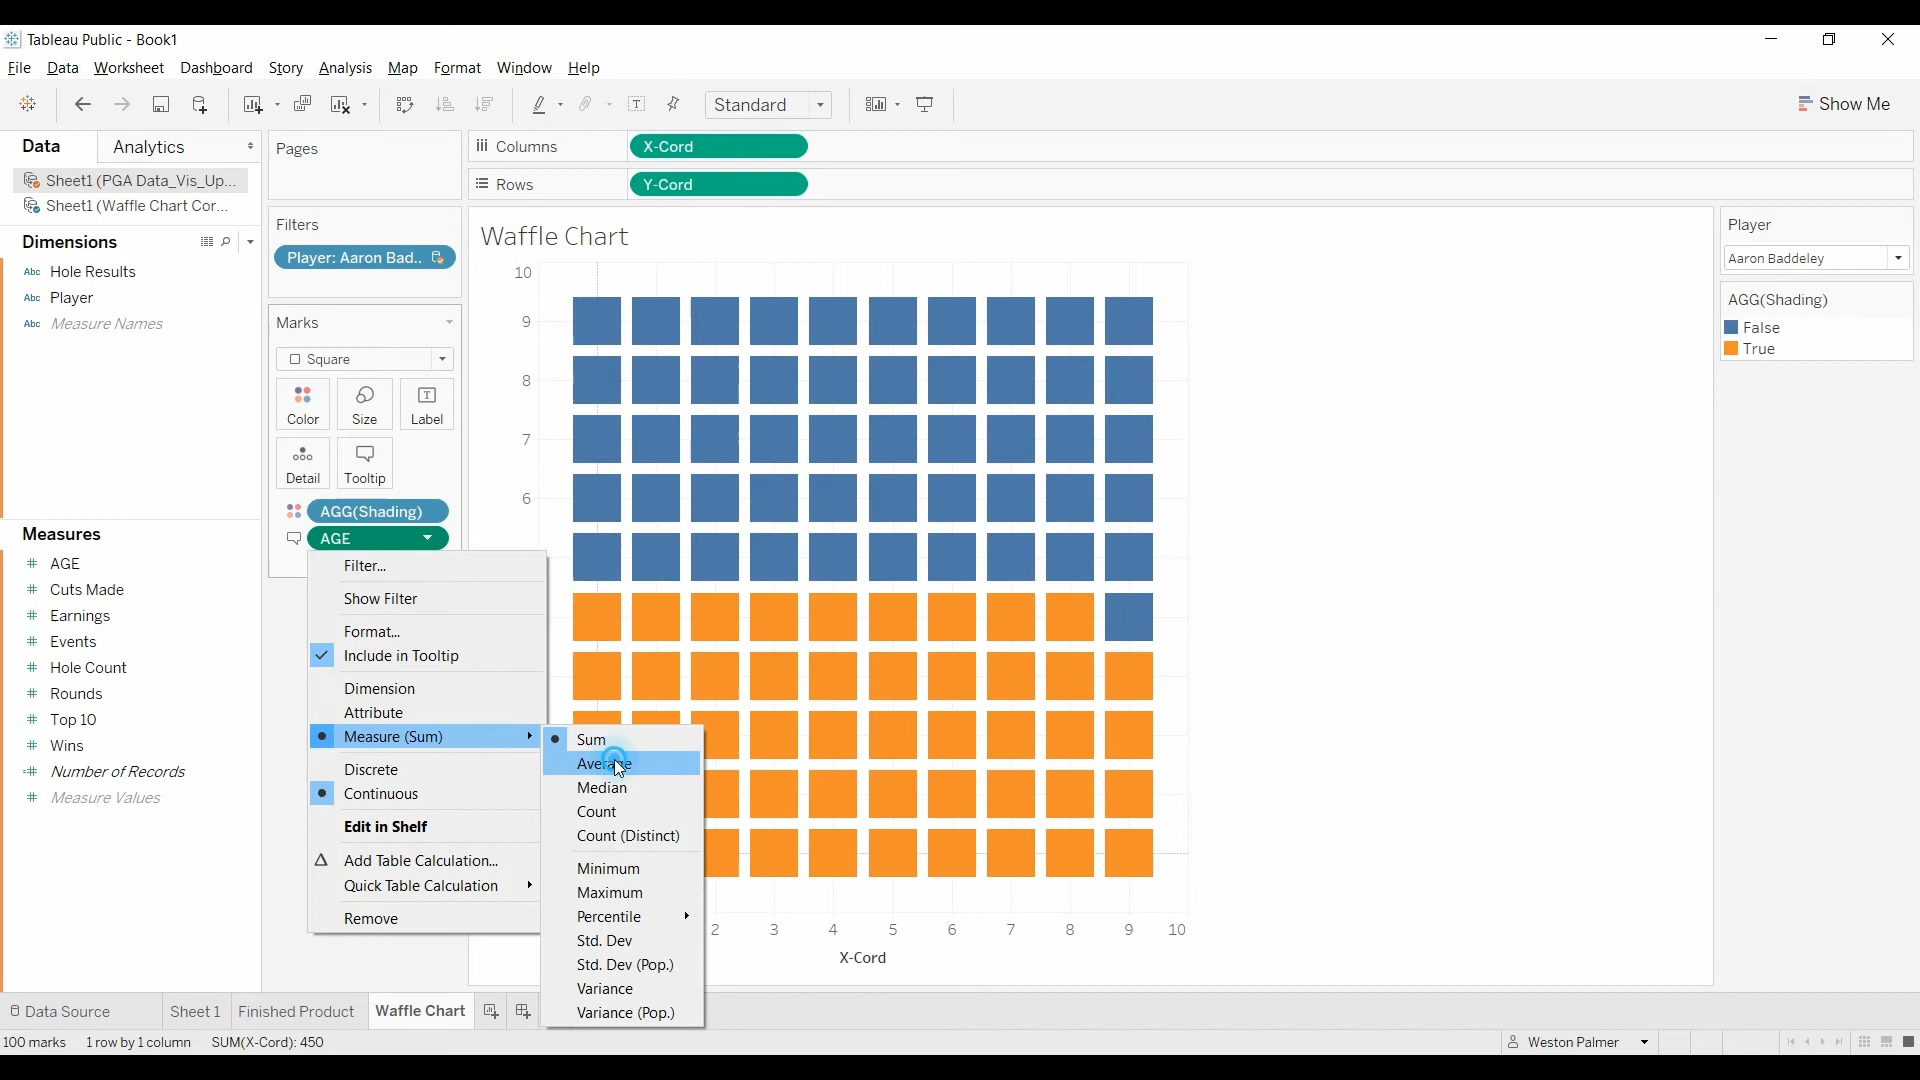 Tableau Public - Book1
File Data Worksheet Dashboard Story Analysis Map Format Window Help
Standard
Show Me
Data Analytics
Sheet1 (PGA Data_Vis_Up...
Sheet1 (Waffle Chart Cor...
Dimensions
Abc Hole Results
Abc Player
Abc Measure Names
Measures
AGE
Cuts Made
Earnings
Events
Hole Count
Rounds
Top 10
Wins
Number of Records
Measure Values
Pages
Filters
Player: Aaron Bad..
Marks
Square
Color Size Label
Detail Tooltip
AGG(Shading)
AGE
Filter...
Show Filter
Format...
Include in Tooltip
Dimension
Attribute
Measure (Sum)
Discrete
Continuous
Edit in Shelf
Add Table Calculation...
Quick Table Calculation
Remove
Sum
Average
Median
Count
Count (Distinct)
Minimum
Maximum
Percentile
Std. Dev
Std. Dev (Pop.)
Variance
Variance (Pop.)
Columns X-Cord
Rows Y-Cord
Waffle Chart
10
9
8
7
6
2 3 4 5 6 7 8 9 10
X-Cord
Player
Aaron Baddeley
AGG(Shading)
False
True
Data Source Sheet 1 Finished Product Waffle Chart
100 marks 1 row by 1 column SUM(X-Cord): 450
Weston Palmer